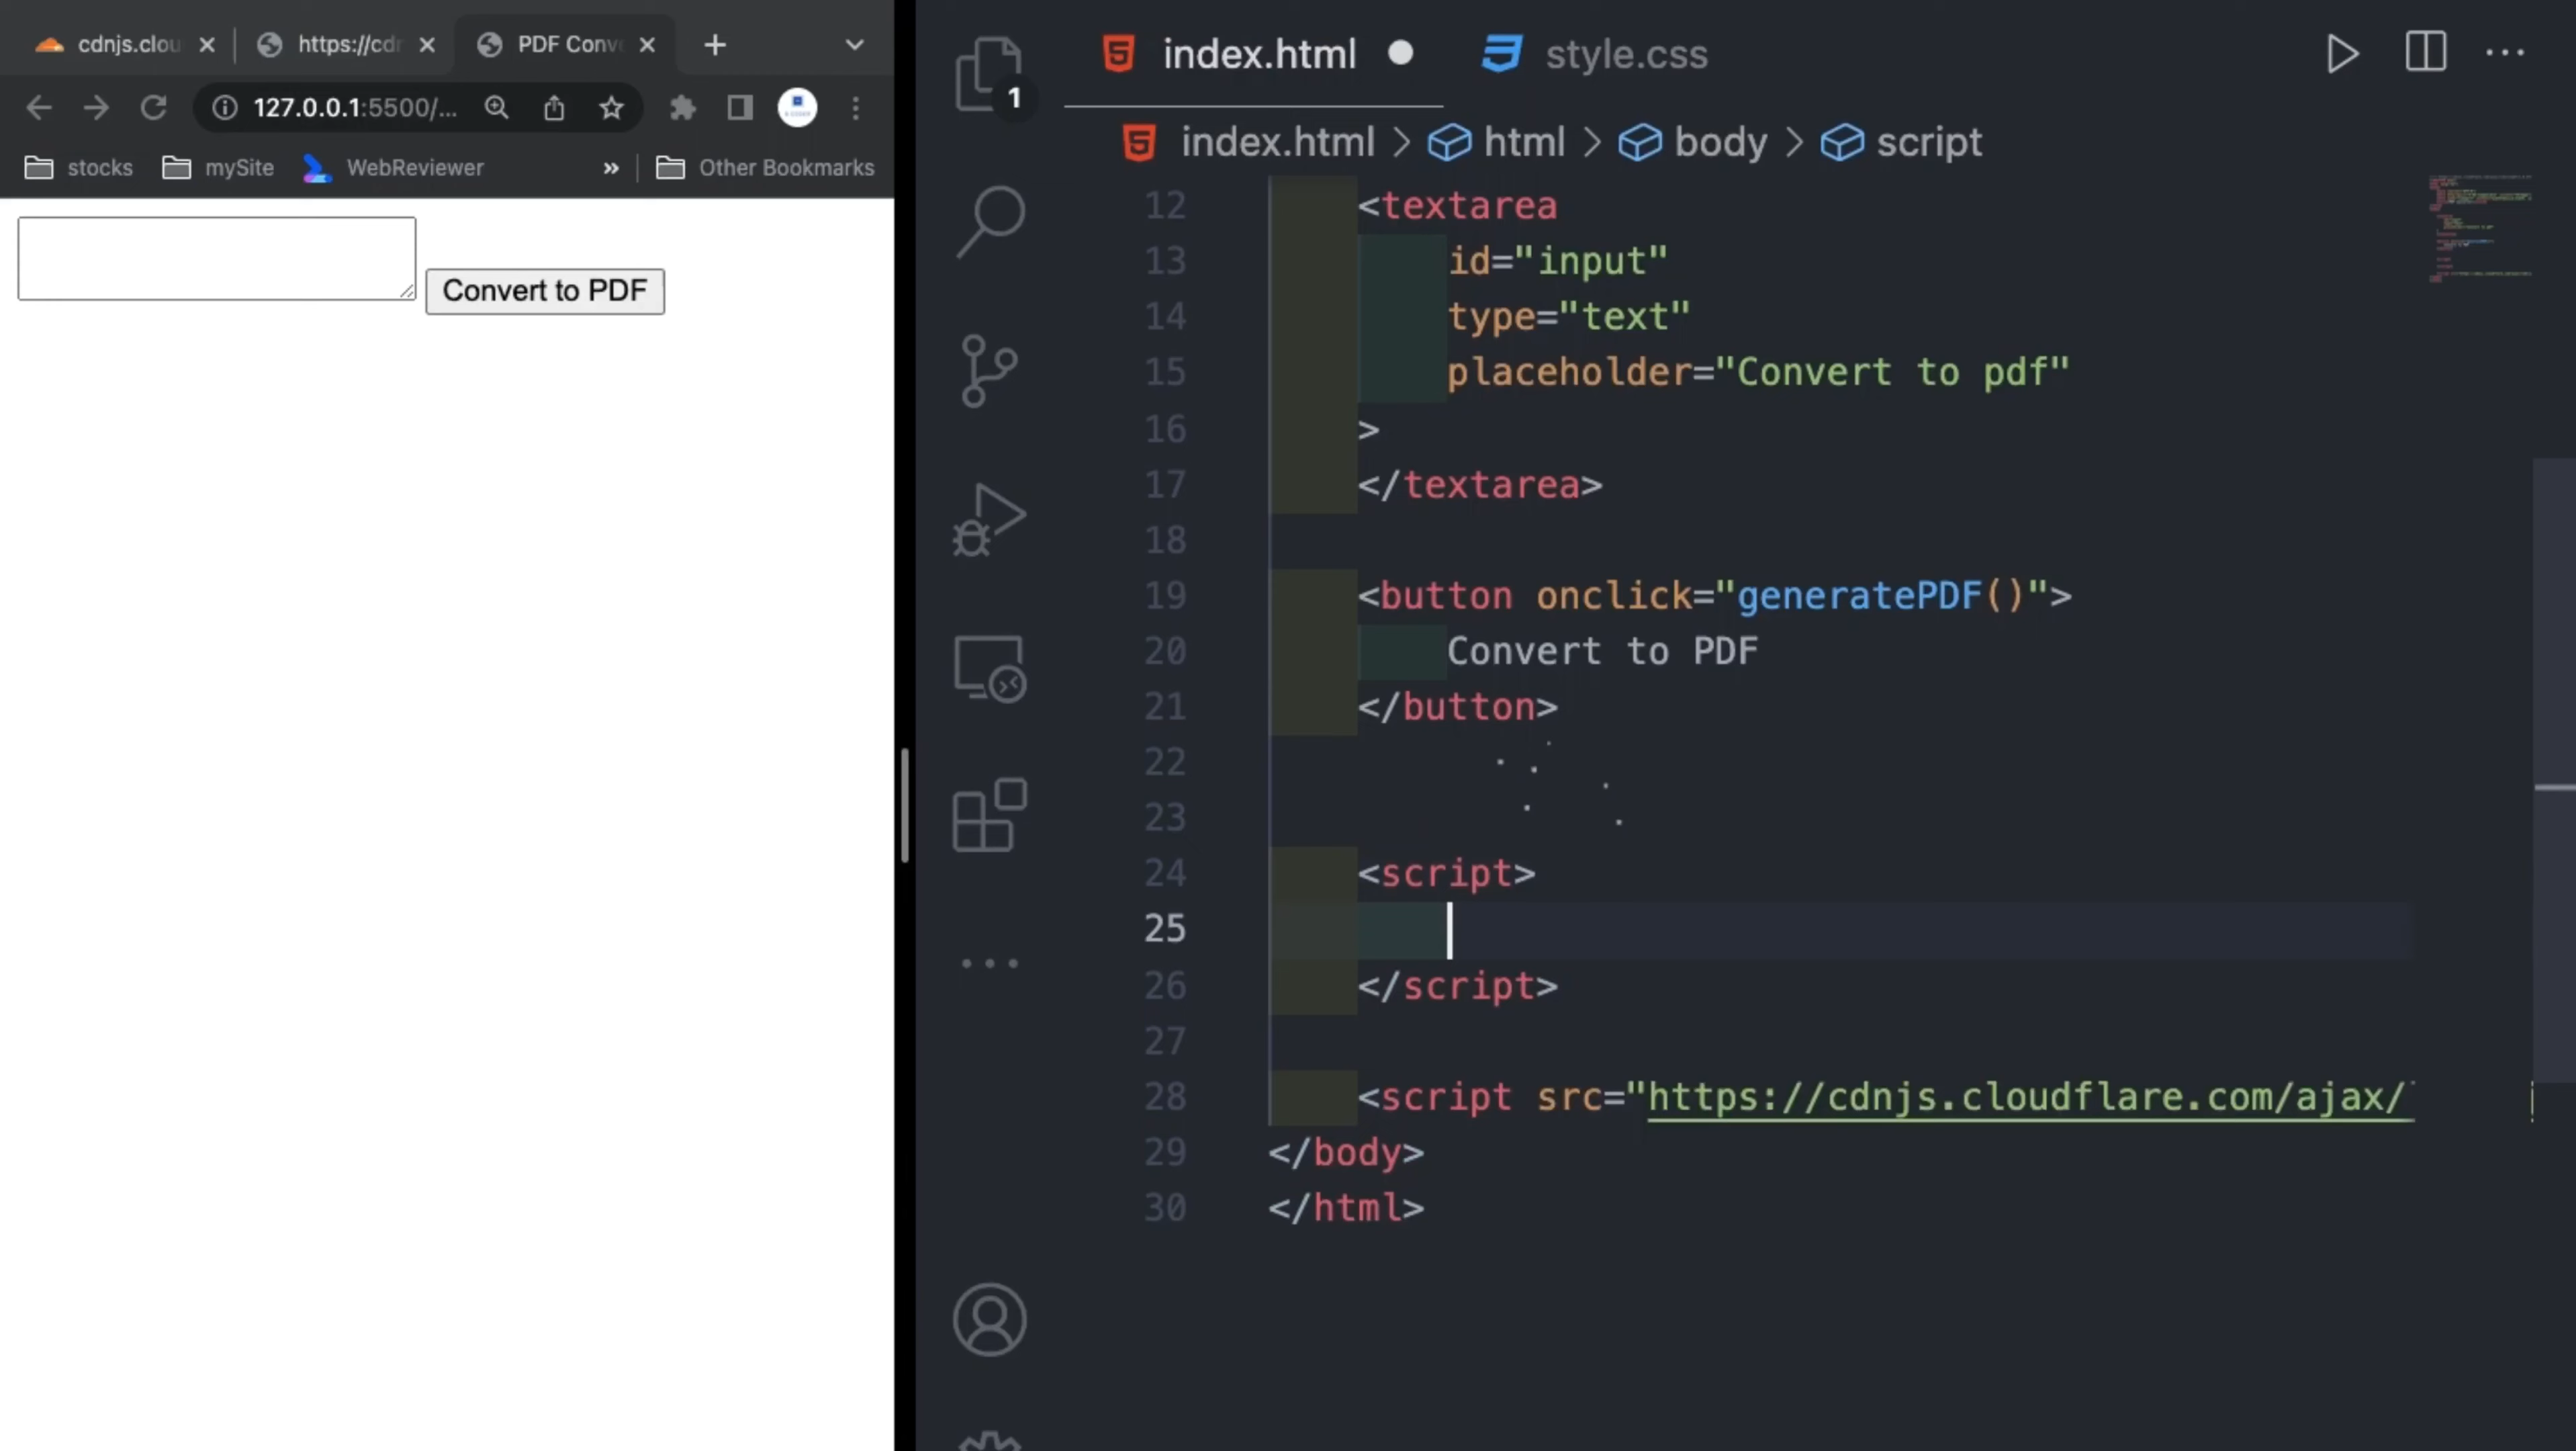 cdnjs.clou
https://cdn
PDF Conv
127.0.0.1:5500/...
stocks
mySite
WebReviewer
»
Other Bookmarks
Convert to PDF
1
index.html
style.css
index.html > html > body > script
12 <textarea
13 id="input"
14 type="text"
15 placeholder="Convert to pdf"
16 >
17 </textarea>
18
19 <button onclick="generatePDF()">
20 Convert to PDF
21 </button>
22
23
24 <script>
25
26 </script>
27
28 <script src="https://cdnjs.cloudflare.com/ajax/
29 </body>
30 </html>